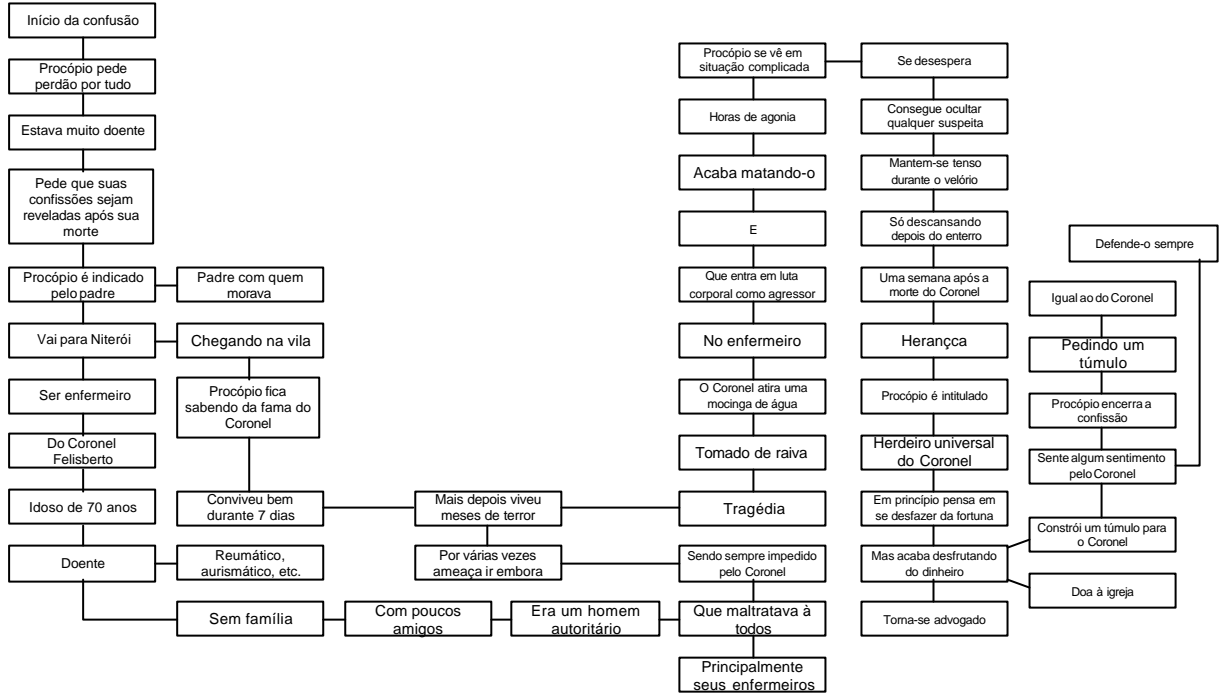 Início da confusão
Procópio pede
perdão por tudo
Estava muito doente
Pede que suas
confissões sejam
reveladas após sua
morte
Procópio é indicado
pelo padre
Padre com quem
morava
Vai para Niterói
Chegando na vila
Ser enfermeiro
Procópio fica
sabendo da fama do
Coronel
Do Coronel
Felisberto
Idoso de 70 anos
Conviveu bem
durante 7 dias
Mais depois viveu
meses de terror
Tragédia
Doente
Reumático,
aurismático, etc.
Por várias vezes
ameaça ir embora
Sendo sempre impedido
pelo Coronel
Sem família
Com poucos
amigos
Era um homem
autoritário
Que maltratava à
todos
Principalmente
seus enfermeiros
Tomado de raiva
O Coronel atira uma
mocinga de água
No enfermeiro
Que entra em luta
corporal como agressor
E
Acaba matando-o
Horas de agonia
Procópio se vê em
situação complicada
Se desespera
Consegue ocultar
qualquer suspeita
Mantem-se tenso
durante o velório
Só descansando
depois do enterro
Uma semana após a
morte do Coronel
Herançca
Procópio é intitulado
Herdeiro universal
do Coronel
Em princípio pensa em
se desfazer da fortuna
Mas acaba desfrutando
do dinheiro
Torna-se advogado
Doa à igreja
Constrói um túmulo para
o Coronel
Sente algum sentimento
pelo Coronel
Defende-o sempre
Procópio encerra a
confissão
Pedindo um
túmulo
Igual ao do Coronel